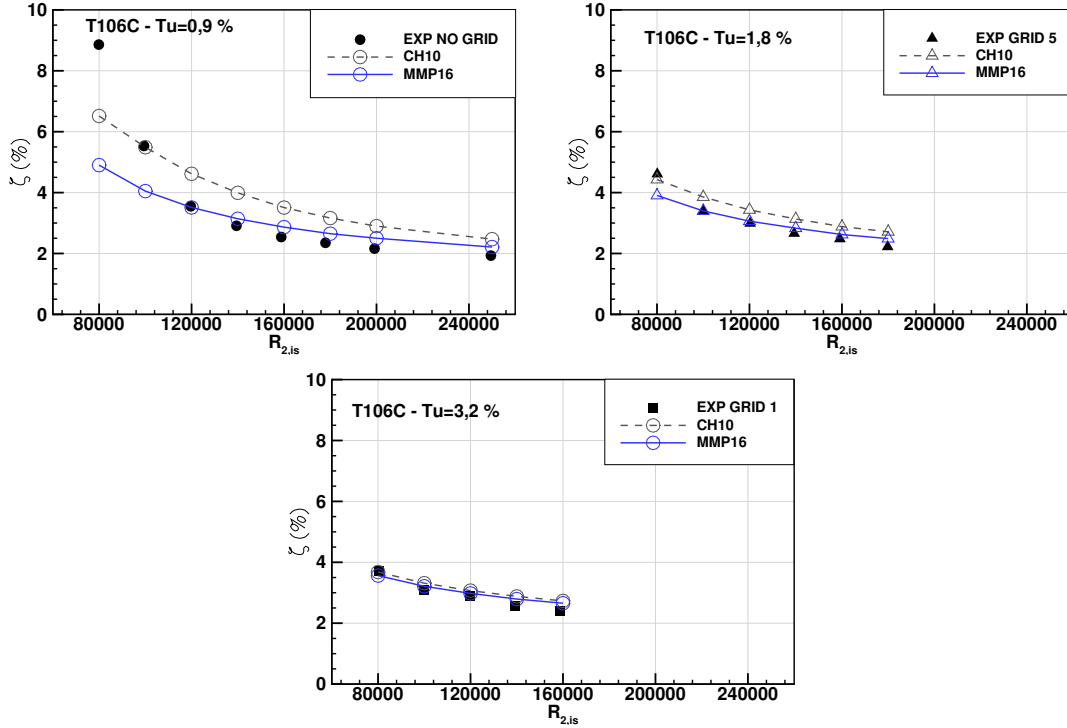 T106C - Tu=0,9 %
EXP NO GRID
CH10
MMP16
10
8
6
4
2
0
ζ (%)
80000 120000 160000 200000 240000
R2,is
T106C - Tu=1,8 %
EXP GRID 5
CH10
MMP16
10
8
6
4
2
0
ζ (%)
80000 120000 160000 200000 240000
R2,is
T106C - Tu=3,2 %
EXP GRID 1
CH10
MMP16
10
8
6
4
2
0
ζ (%)
80000 120000 160000 200000 240000
R2,is